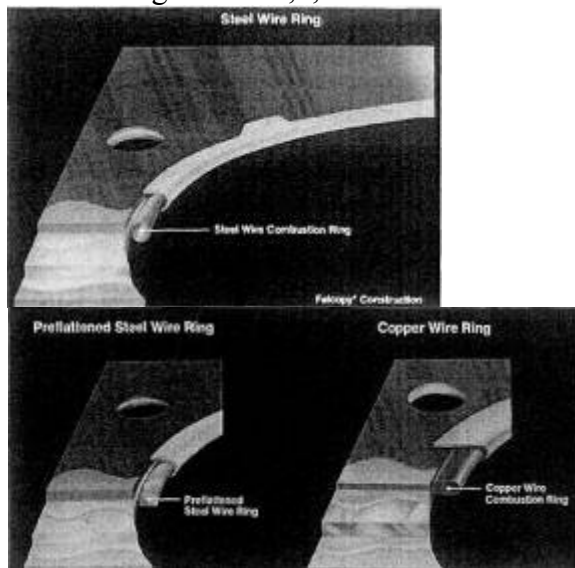 Steel Wire Ring
Steel Wire Combustion Ring
Construction
Preflattened Steel Wire Ring
Copper Wire Ring
Preflattened
Steel Wire Ring
Copper Wire
Combustion Ring